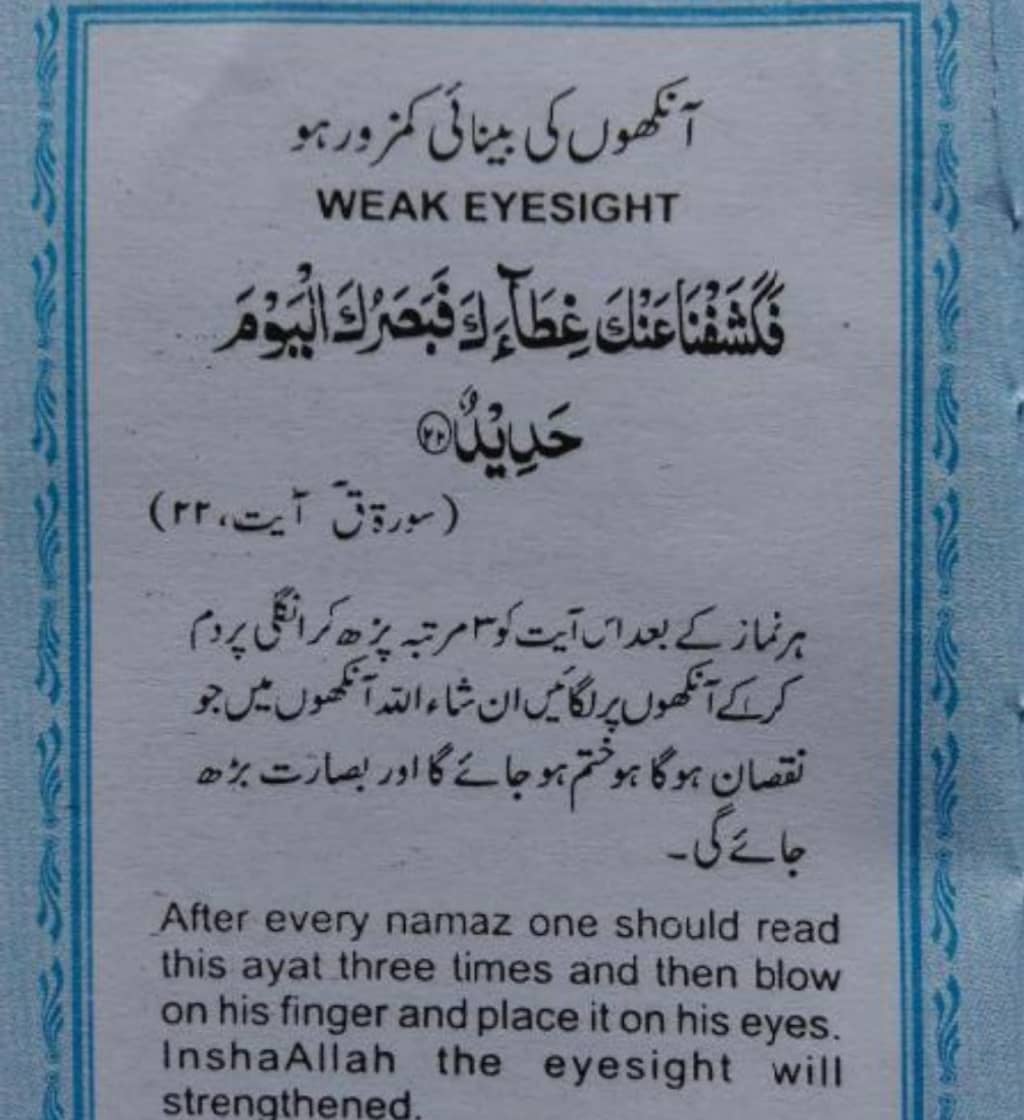 آنکھوں کی بینائی کمزور ہو
WEAK EYESIGHT
فَكَشَفْنَا عَنْكَ غِطَآءَكَ فَبَصَرُكَ الْيَوْمَ
حَدِيْدٌ ۲۲
(سورۃ قٓ آیت، ۲۲)
ہر نماز کے بعد اس آیت کو ۳ مرتبہ پڑھ کر انگلی پر دم
کر کے آنکھوں پر لگائیں ان شاء اللہ آنکھوں میں جو
نقصان ہوگا ہو ختم ہو جائے گا اور بصارت بڑھ
جائے گی۔
After every namaz one should read
this ayat three times and then blow
on his finger and place it on his eyes.
InshaAllah the eyesight will
strengthened.